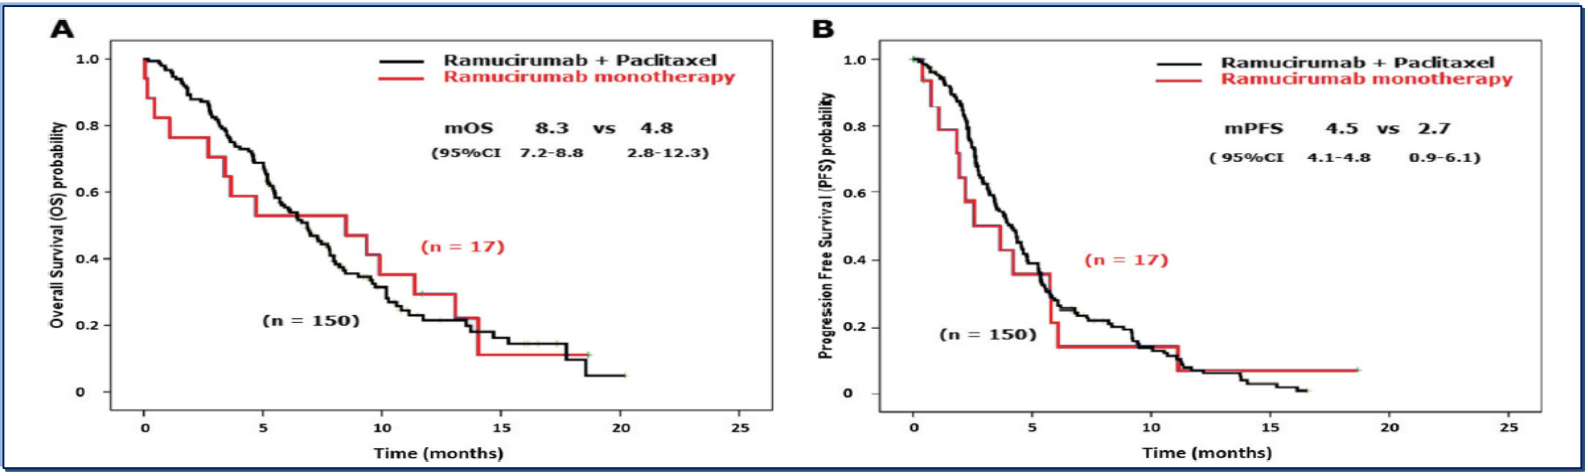 A
Overall Survival (OS) probability
1.0
0.8
0.6
0.4
0.2
0
Ramucirumab + Paclitaxel
Ramucirumab monotherapy
mOS 8.3 vs 4.8
(95%CI 7.2-8.8 2.8-12.3)
(n = 17)
(n = 150)
0 5 10 15 20 25
Time (months)
B
Progression Free Survival (PFS) probability
1.0
0.8
0.6
0.4
0.2
0
Ramucirumab + Paclitaxel
Ramucirumab monotherapy
mPFS 4.5 vs 2.7
( 95%CI 4.1-4.8 0.9-6.1)
(n = 17)
(n = 150)
0 5 10 15 20 25
Time (months)